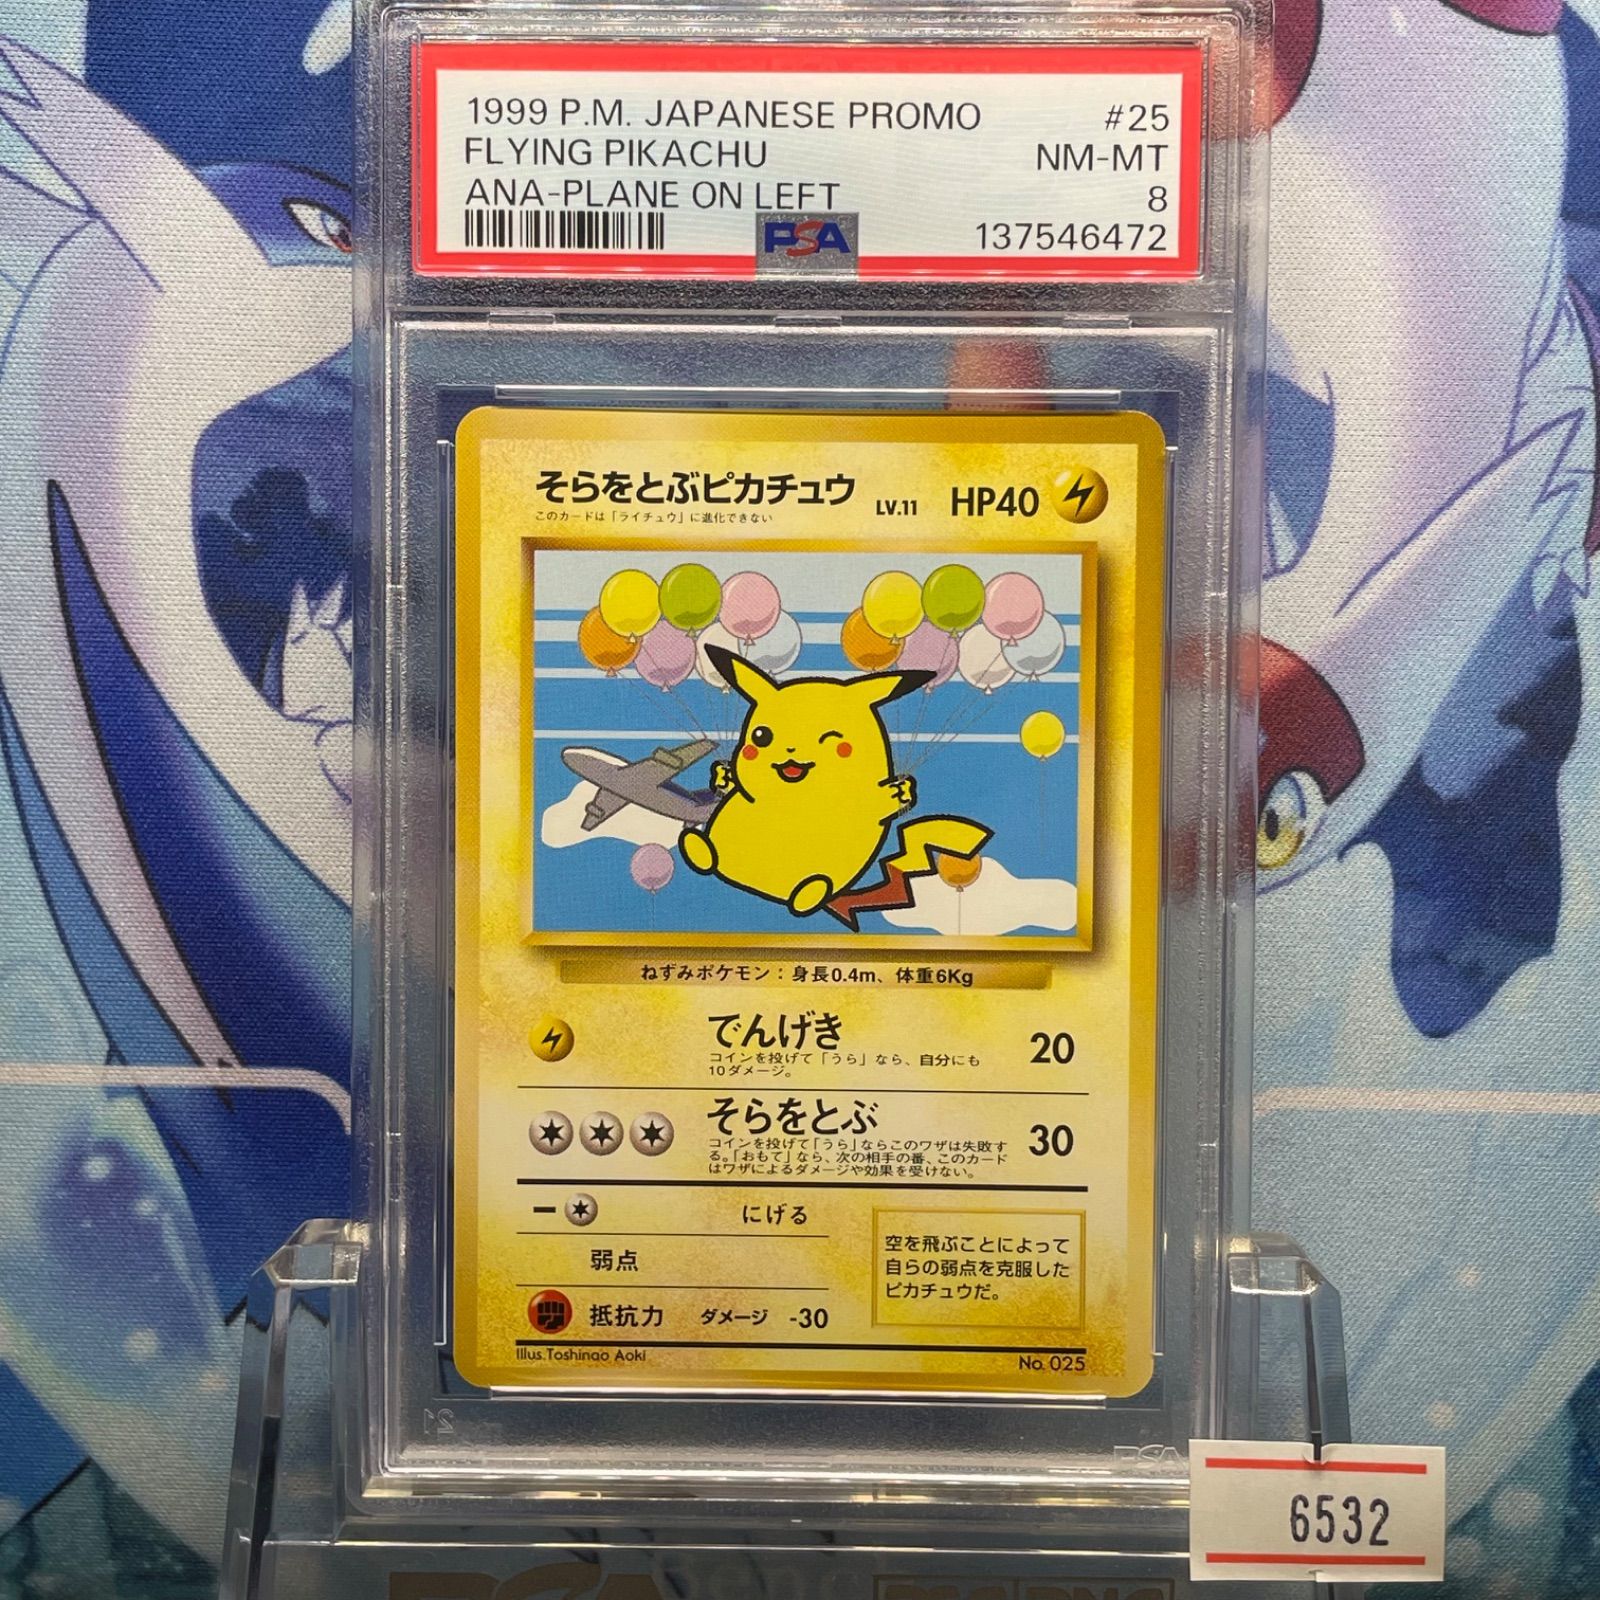 1999 P.M. JAPANESE PROMO #25
FLYING PIKACHU NM-MT
ANA-PLANE ON LEFT 8
PSA 137546472
そらをとぶピカチュウ LV.11 HP40
このカードは「ライチュウ」に進化できない
ねずみポケモン：身長0.4m、体重6Kg
でんげき 20
コインを投げて「うら」なら、自分にも
10ダメージ。
そらをとぶ 30
コインを投げて「うら」ならこのワザは失敗す
る。「おもて」なら、次の相手の番、このカード
はワザによるダメージや効果を受けない。
にげる
弱点
抵抗力 ダメージ -30
空を飛ぶことによって
自らの弱点を克服した
ピカチュウだ。
Illus.Toshinao Aoki No. 025
PSA
6532